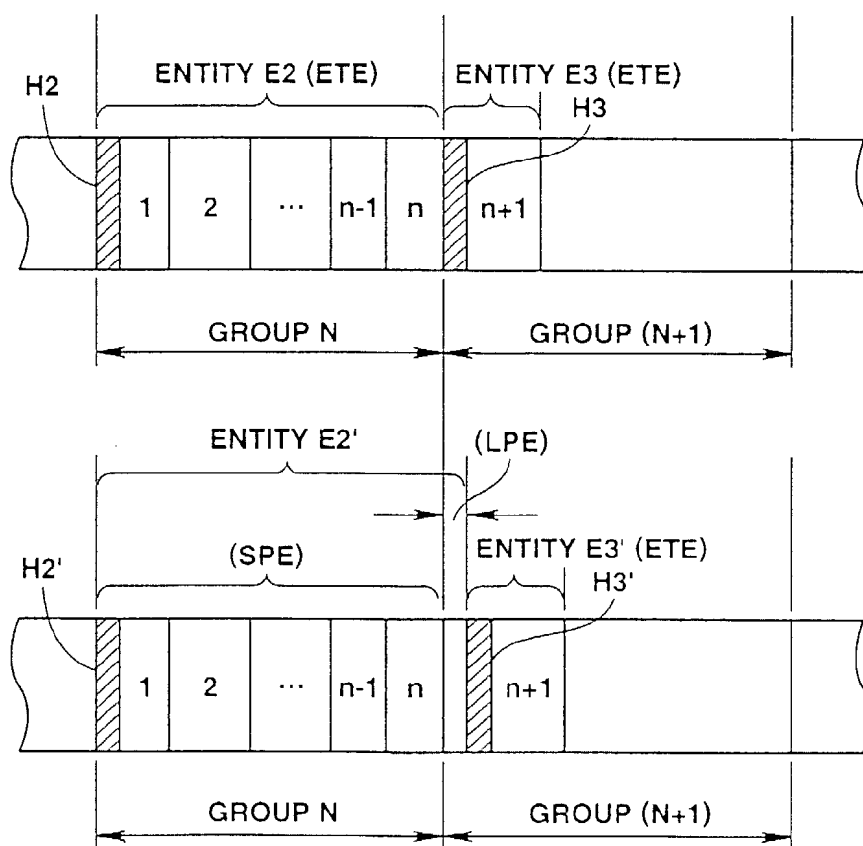 ENTITY E2 (ETE) ENTITY E3 (ETE)
H2 H3
1 2 ... n-1 n n+1
GROUP N GROUP (N+1)
ENTITY E2' (LPE)
(SPE) ENTITY E3' (ETE)
H2' H3'
1 2 ... n-1 n n+1
GROUP N GROUP (N+1)